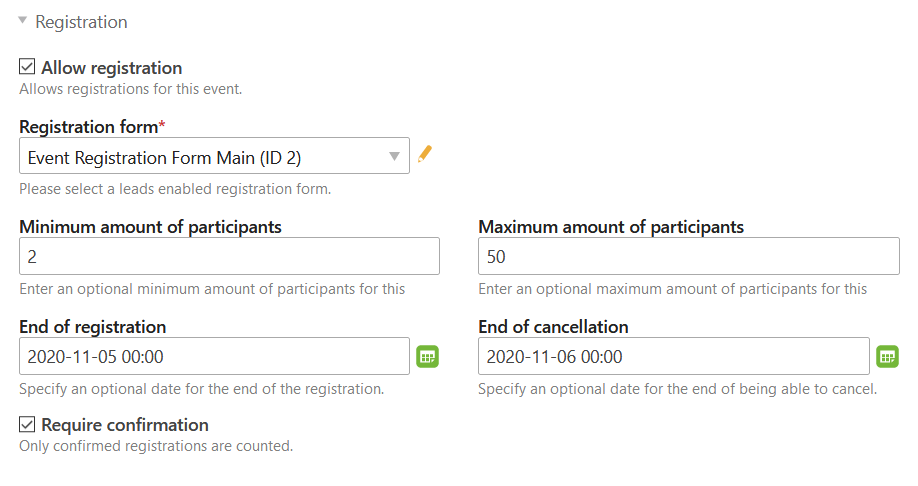 Registration
Allow registration
Allows registrations for this event.
Registration form*
Event Registration Form Main (ID 2)
Please select a leads enabled registration form.
Minimum amount of participants
Maximum amount of participants
2
50
Enter an optional minimum amount of participants for this
Enter an optional maximum amount of participants for this
End of registration
End of cancellation
2020-11-05 00:00
2020-11-06 00:00
Specify an optional date for the end of the registration.
Specify an optional date for the end of being able to cancel.
Require confirmation
Only confirmed registrations are counted.